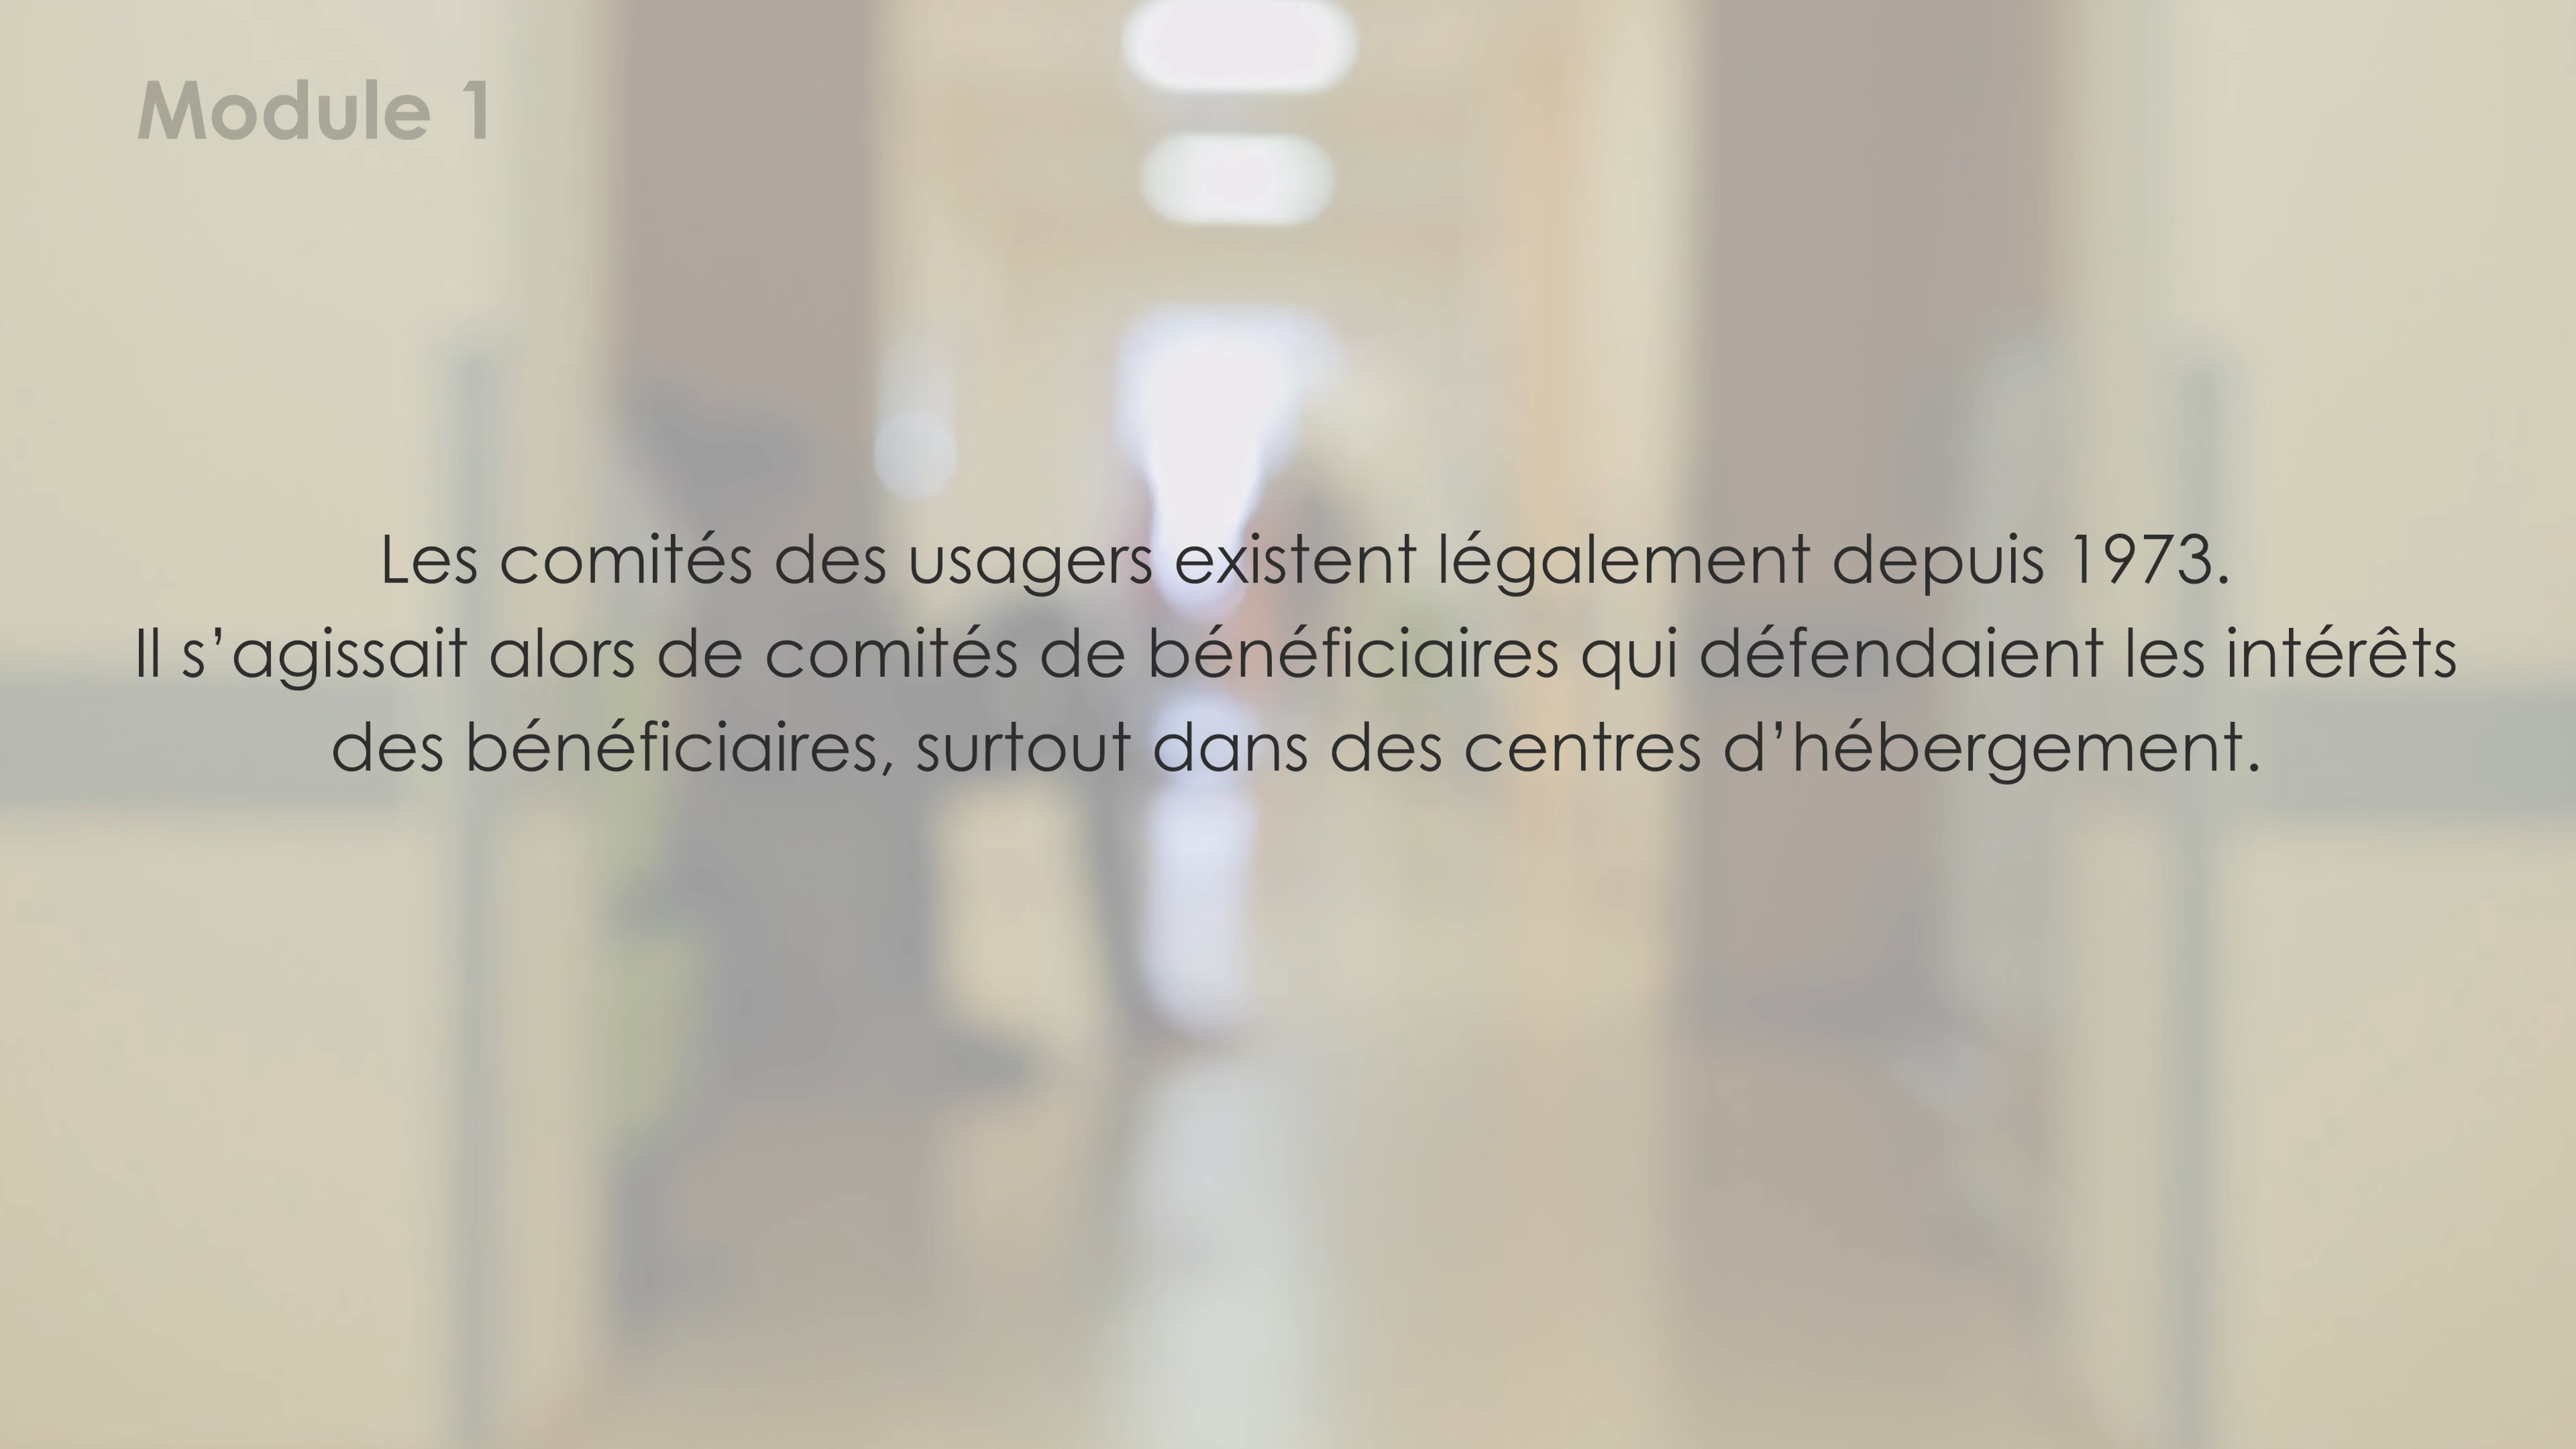 Module 1
Les comités des usagers existent légalement depuis 1973.
Il s’agissait alors de comités de bénéficiaires qui défendaient les intérêts
des bénéficiaires, surtout dans des centres d’hébergement.